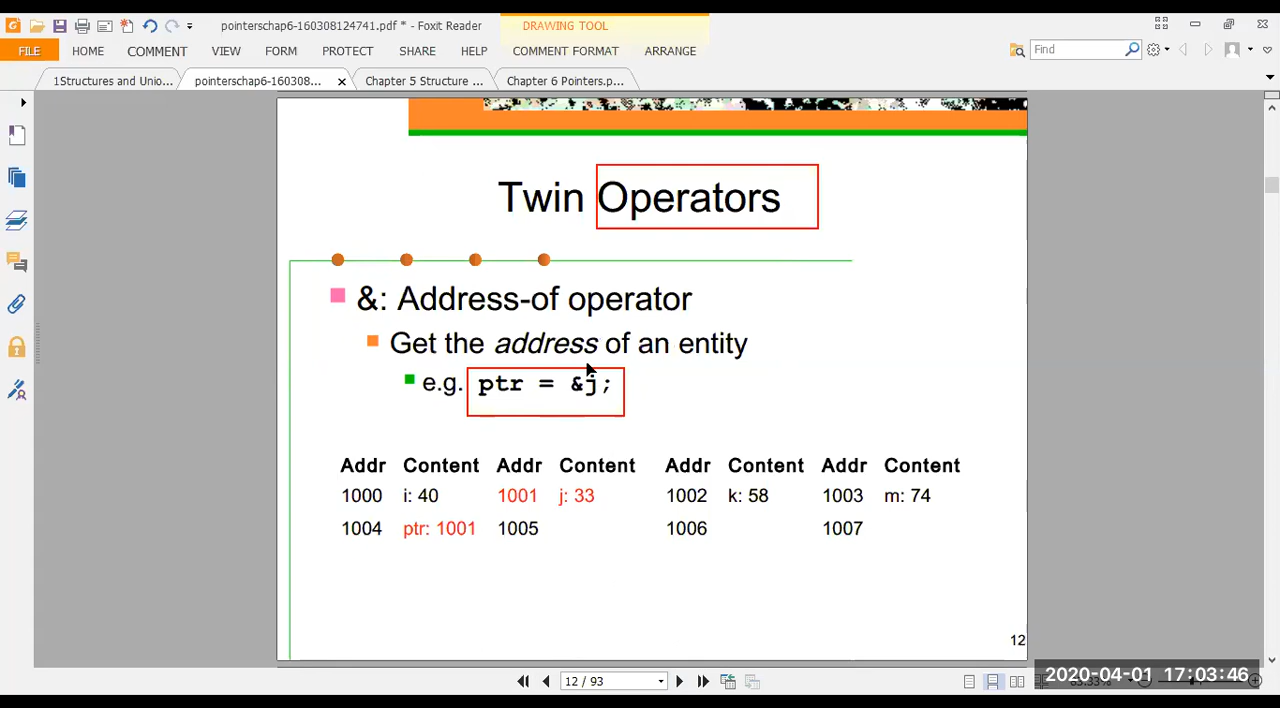 pointerschap6-160308124741.pdf * - Foxit Reader
DRAWING TOOL
FILE HOME COMMENT VIEW FORM PROTECT SHARE HELP COMMENT FORMAT ARRANGE
Find
1Structures and Unio... pointerschap6-160308... Chapter 5 Structure ... Chapter 6 Pointers.p...
Twin Operators
&: Address-of operator
Get the address of an entity
e.g. ptr = &j;
Addr Content Addr Content Addr Content Addr Content
1000 i: 40 1001 j: 33 1002 k: 58 1003 m: 74
1004 ptr: 1001 1005 1006 1007
12
12 / 93
2020-04-01 17:03:46